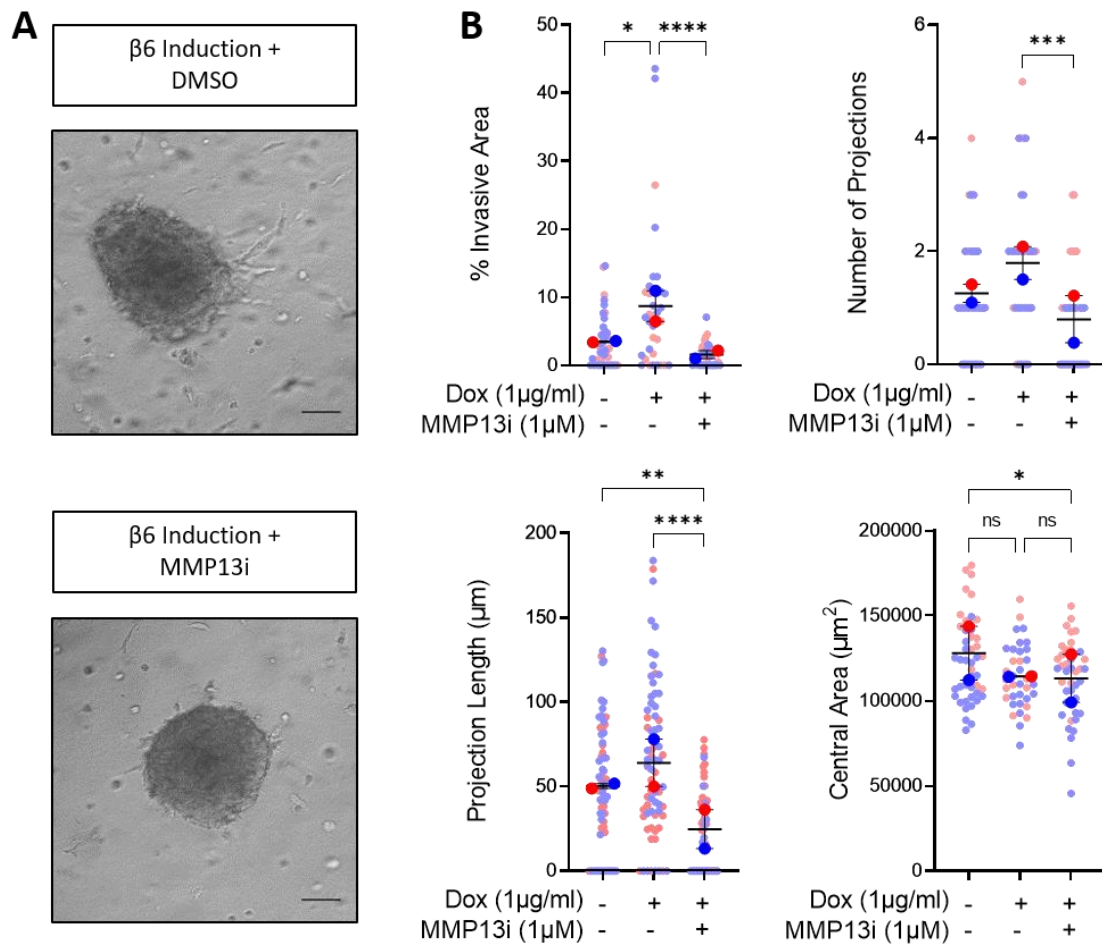 A
β6 Induction +
DMSO
β6 Induction +
MMP13i
B
* ****
50
40
30
20
10
0
% Invasive Area
Dox (1µg/ml) - + +
MMP13i (1µM) - - +
***
6
4
2
0
Number of Projections
Dox (1µg/ml) - + +
MMP13i (1µM) - - +
**
****
200
150
100
50
0
Projection Length (µm)
Dox (1µg/ml) - + +
MMP13i (1µM) - - +
*
ns ns
200000
150000
100000
50000
0
Central Area (µm²)
Dox (1µg/ml) - + +
MMP13i (1µM) - - +